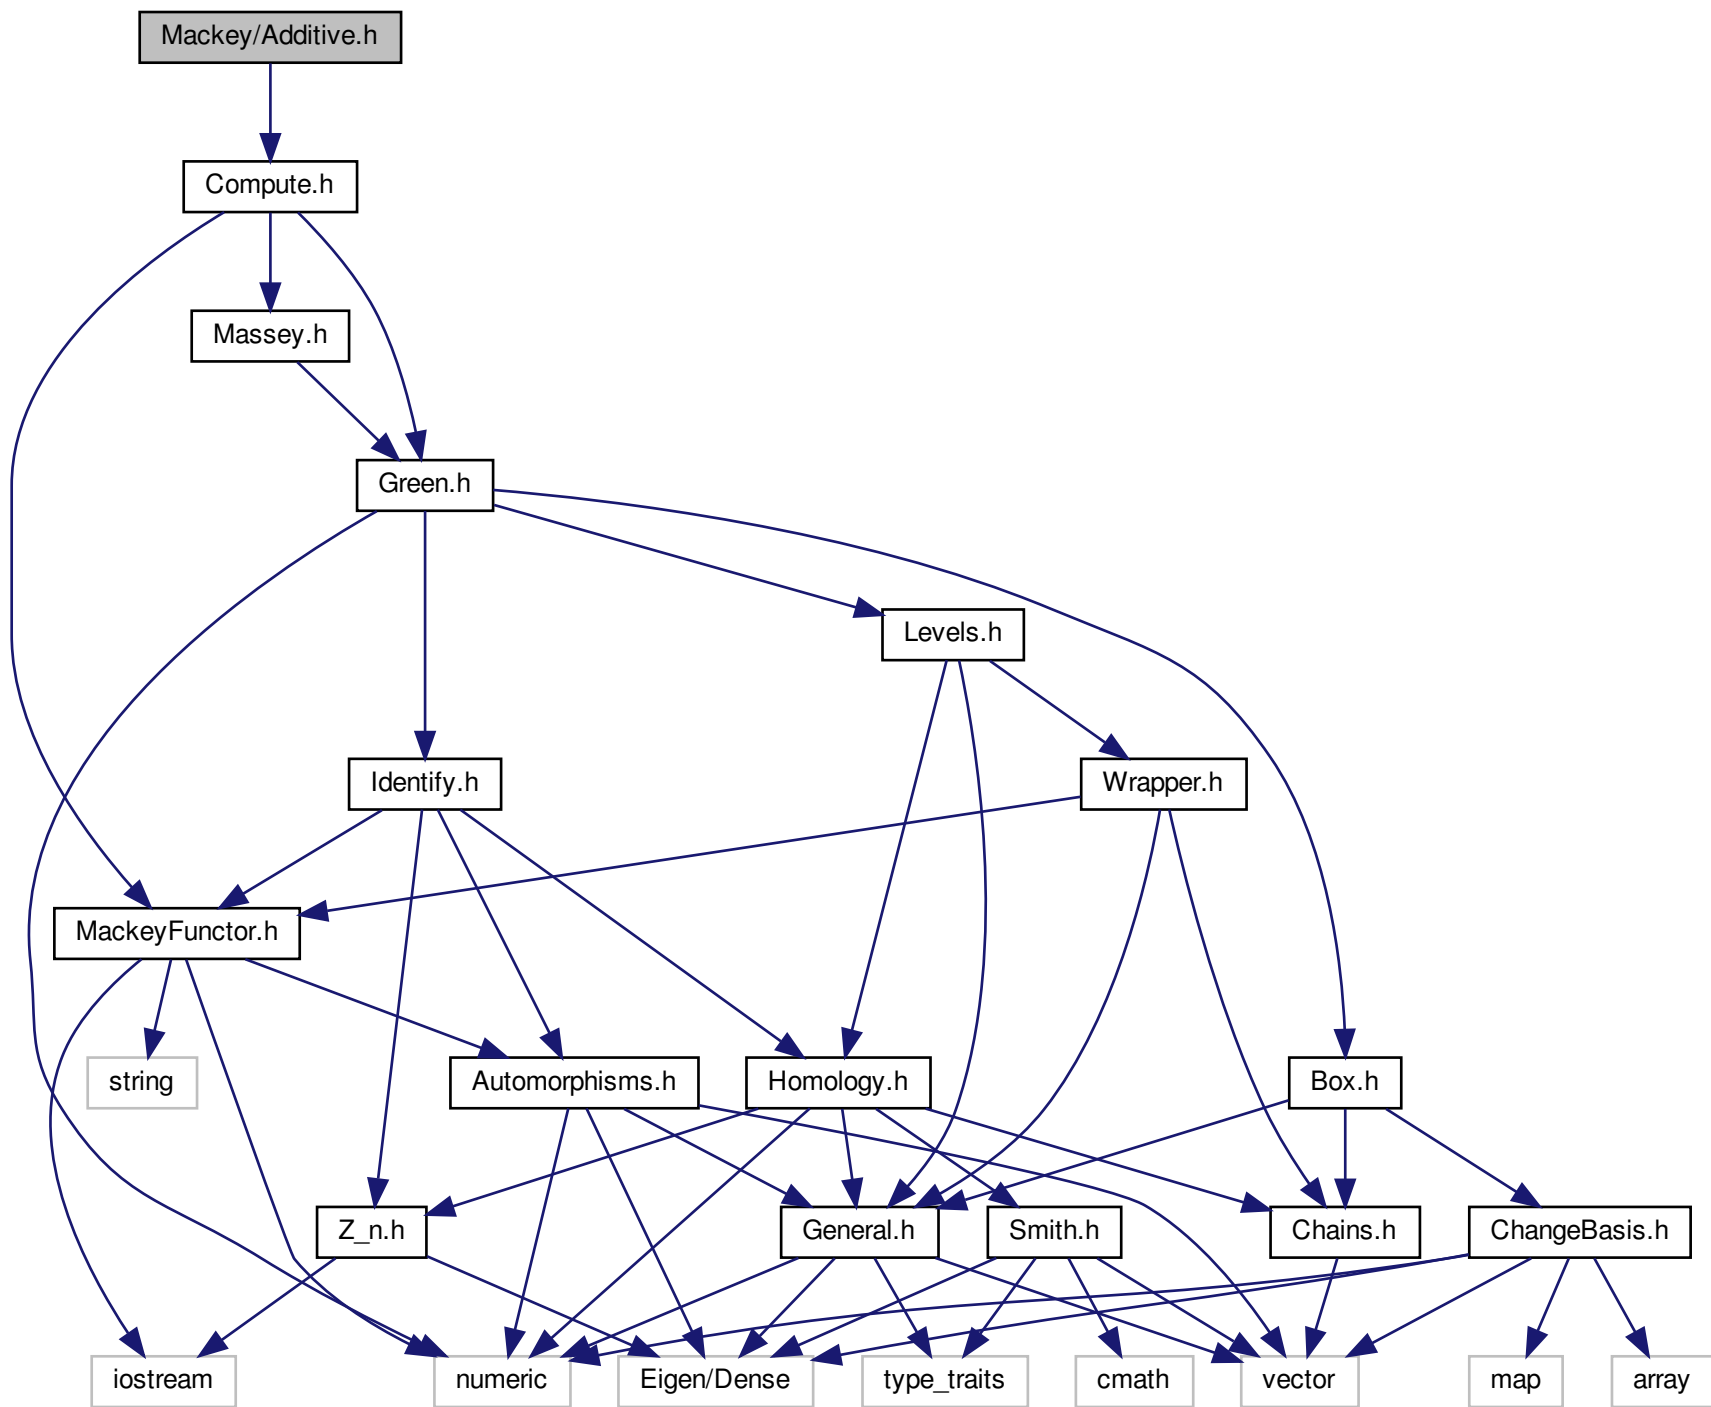 Mackey/Additive.h
Compute.h
Massey.h
Green.h
Levels.h
Identify.h
Wrapper.h
MackeyFunctor.h
string
Automorphisms.h
Homology.h
Box.h
Z_n.h
General.h
Smith.h
Chains.h
ChangeBasis.h
iostream
numeric
Eigen/Dense
type_traits
cmath
vector
map
array